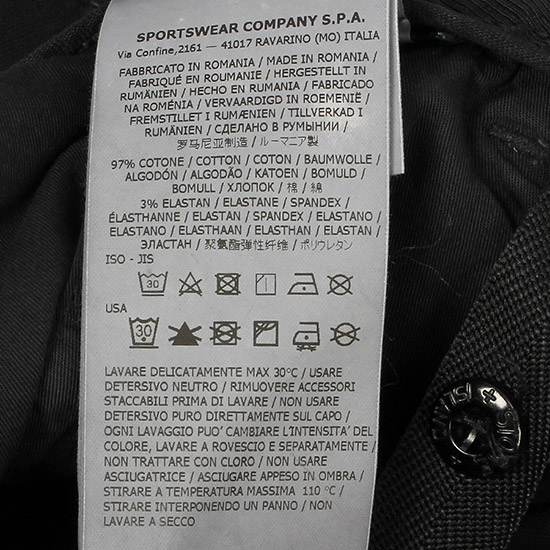 SPORTSWEAR COMPANY S.P.A.
Via Confine,2161 — 41017 RAVARINO (MO) ITALIA
FABBRICATO IN ROMANIA / MADE IN ROMANIA /
FABRIQUÉ EN ROUMANIE / HERGESTELLT IN
RUMÄNIEN / HECHO EN RUMANIA / FABRICADO
NA ROMÉNIA / VERVAARDIGD IN ROEMENIË /
FREMSTILLET I RUMÆNIEN / TILLVERKAD I
RUMÄNIEN / СДЕЛАНО В РУМЫНИИ /
罗马尼亚制造 / ルーマニア製
97% COTONE / COTTON / COTON / BAUMWOLLE /
ALGODÓN / ALGODÃO / KATOEN / BOMULD /
BOMULL / ХЛОПОК / 棉 / 綿
3% ELASTAN / ELASTANE / SPANDEX /
ÉLASTHANNE / ELASTAN / SPANDEX / ELASTANO /
ELASTANO / ELASTHAAN / ELASTHAN / ELASTAN /
ЭЛАСТАН / 聚氨酯弹性纤维 / ポリウレタン
ISO - JIS
30
USA
30
LAVARE DELICATAMENTE MAX 30°C / USARE
DETERSIVO NEUTRO / RIMUOVERE ACCESSORI
STACCABILI PRIMA DI LAVARE / NON USARE
DETERSIVO PURO DIRETTAMENTE SUL CAPO /
OGNI LAVAGGIO PUO' CAMBIARE L'INTENSITA' DEL
COLORE, LAVARE A ROVESCIO E SEPARATAMENTE /
NON TRATTARE CON CLORO / NON USARE
ASCIUGATRICE / ASCIUGARE APPESO IN OMBRA /
STIRARE A TEMPERATURA MASSIMA 110 °C /
STIRARE INTERPONENDO UN PANNO / NON
LAVARE A SECCO